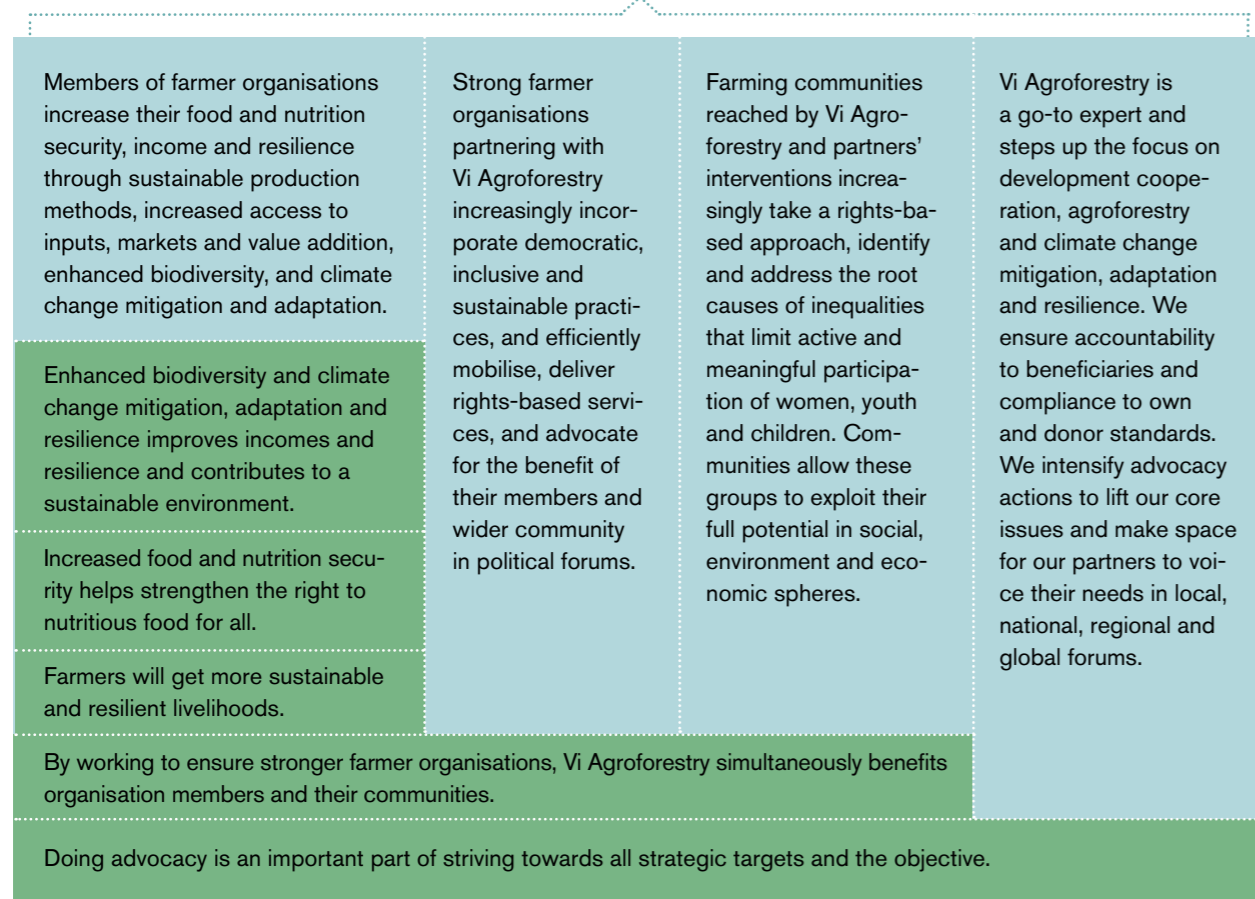 Members of farmer organisations
increase their food and nutrition
security, income and resilience
through sustainable production
methods, increased access to
inputs, markets and value addition,
enhanced biodiversity, and climate
change mitigation and adaptation.
Enhanced biodiversity and climate
change mitigation, adaptation and
resilience improves incomes and
resilience and contributes to a
sustainable environment.
Increased food and nutrition secu-
rity helps strengthen the right to
nutritious food for all.
Farmers will get more sustainable
and resilient livelihoods.
Strong farmer
organisations
partnering with
Vi Agroforestry
increasingly incor-
porate democratic,
inclusive and
sustainable practi-
ces, and efficiently
mobilise, deliver
rights-based servi-
ces, and advocate
for the benefit of
their members and
wider community
in political forums.
Farming communities
reached by Vi Agro-
forestry and partners’
interventions increa-
singly take a rights-ba-
sed approach, identify
and address the root
causes of inequalities
that limit active and
meaningful participa-
tion of women, youth
and children. Com-
munities allow these
groups to exploit their
full potential in social,
environment and eco-
nomic spheres.
Vi Agroforestry is
a go-to expert and
steps up the focus on
development coope-
ration, agroforestry
and climate change
mitigation, adaptation
and resilience. We
ensure accountability
to beneficiaries and
compliance to own
and donor standards.
We intensify advocacy
actions to lift our core
issues and make space
for our partners to voi-
ce their needs in local,
national, regional and
global forums.
By working to ensure stronger farmer organisations, Vi Agroforestry simultaneously benefits
organisation members and their communities.
Doing advocacy is an important part of striving towards all strategic targets and the objective.